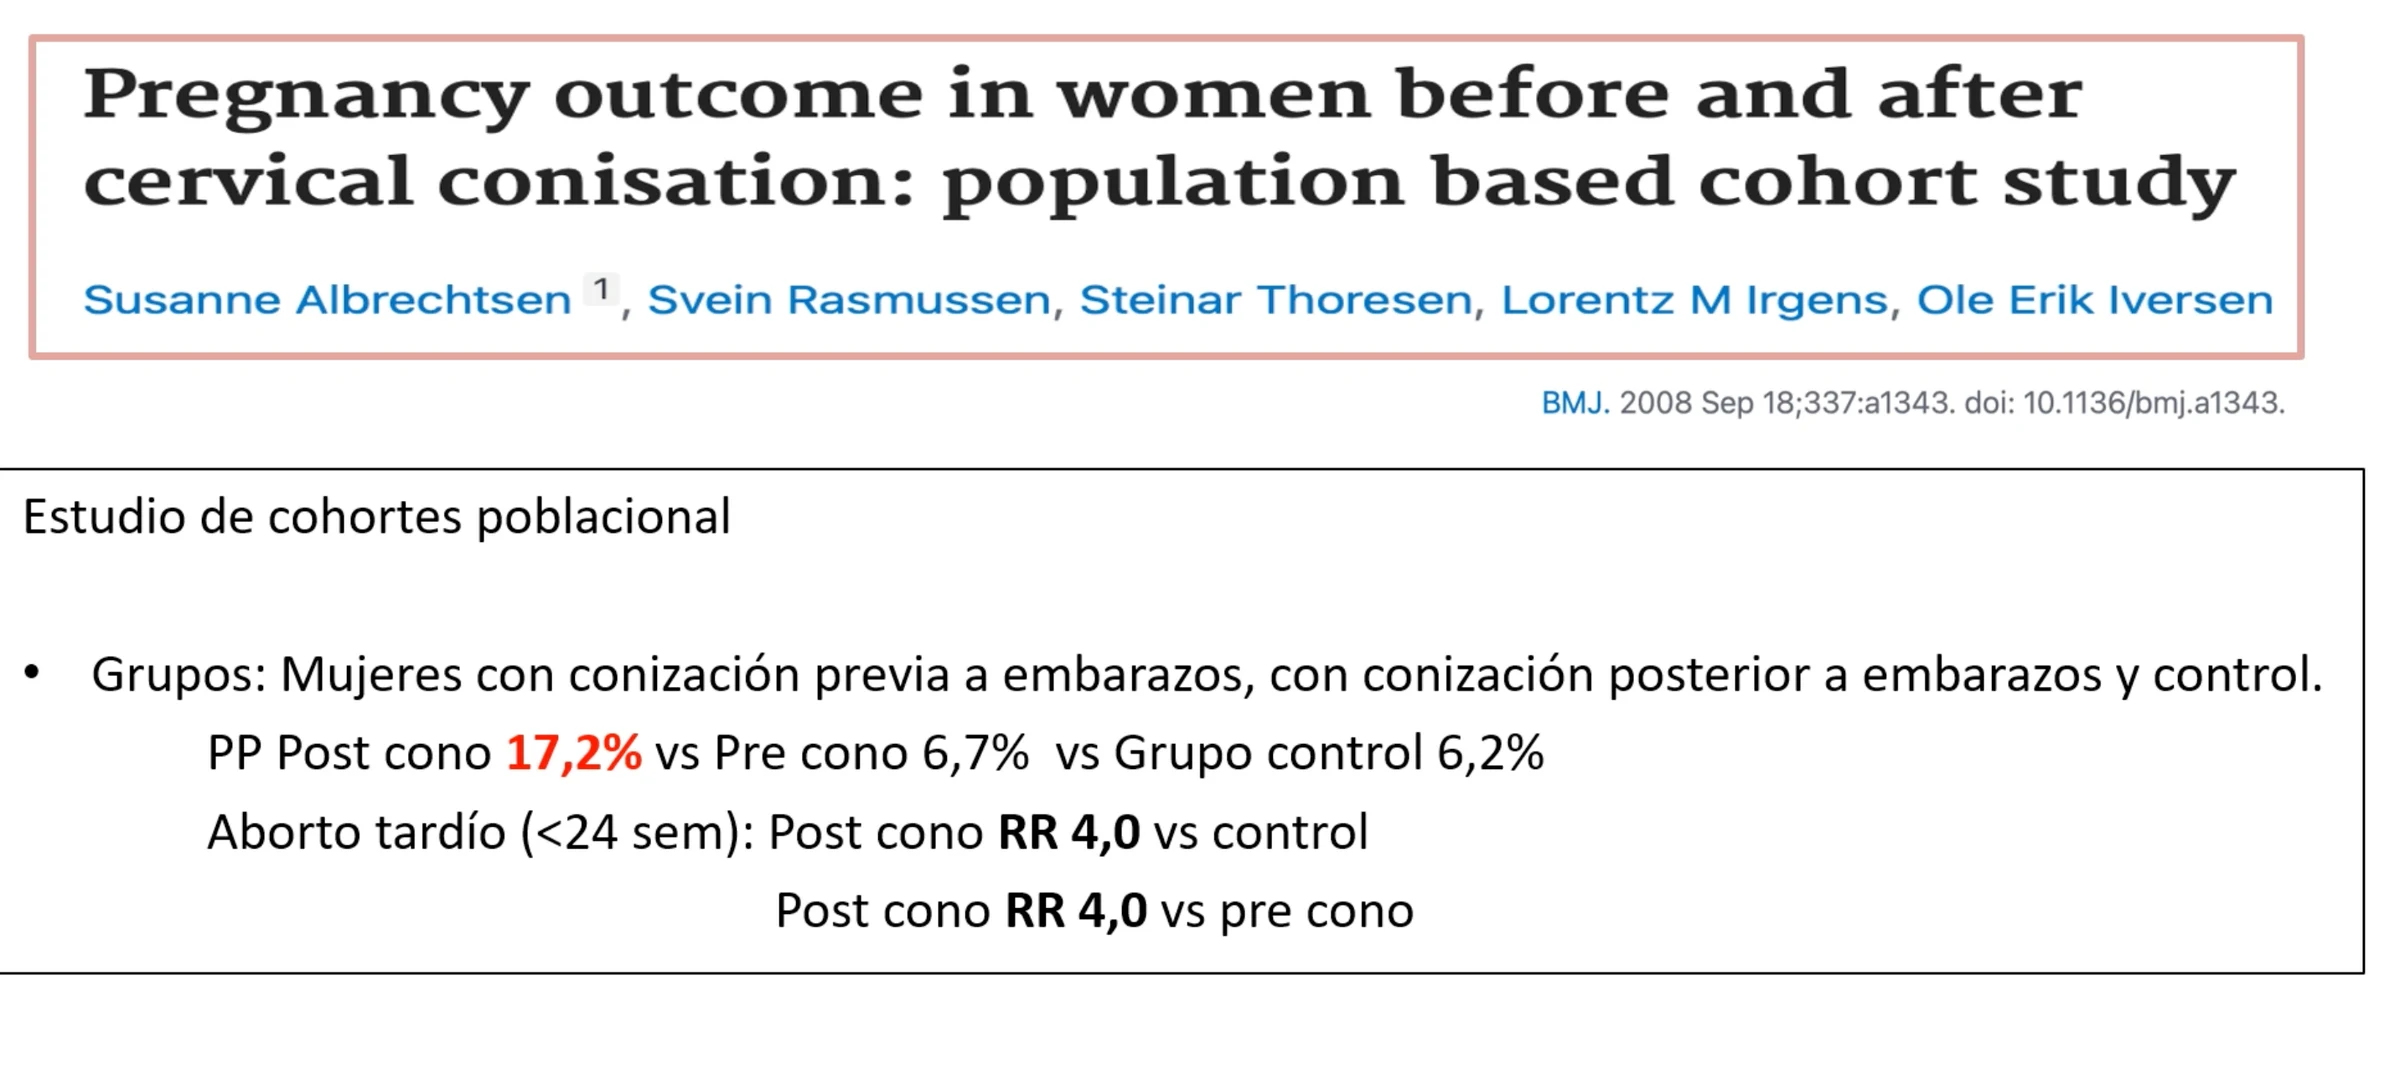 Pregnancy outcome in women before and after
cervical conisation: population based cohort study
Susanne Albrechtsen 1, Svein Rasmussen, Steinar Thoresen, Lorentz M Irgens, Ole Erik Iversen
BMJ. 2008 Sep 18;337:a1343. doi: 10.1136/bmj.a1343.
Estudio de cohortes poblacional
• Grupos: Mujeres con conización previa a embarazos, con conización posterior a embarazos y control.
PP Post cono 17,2% vs Pre cono 6,7% vs Grupo control 6,2%
Aborto tardío (<24 sem): Post cono RR 4,0 vs control
Post cono RR 4,0 vs pre cono